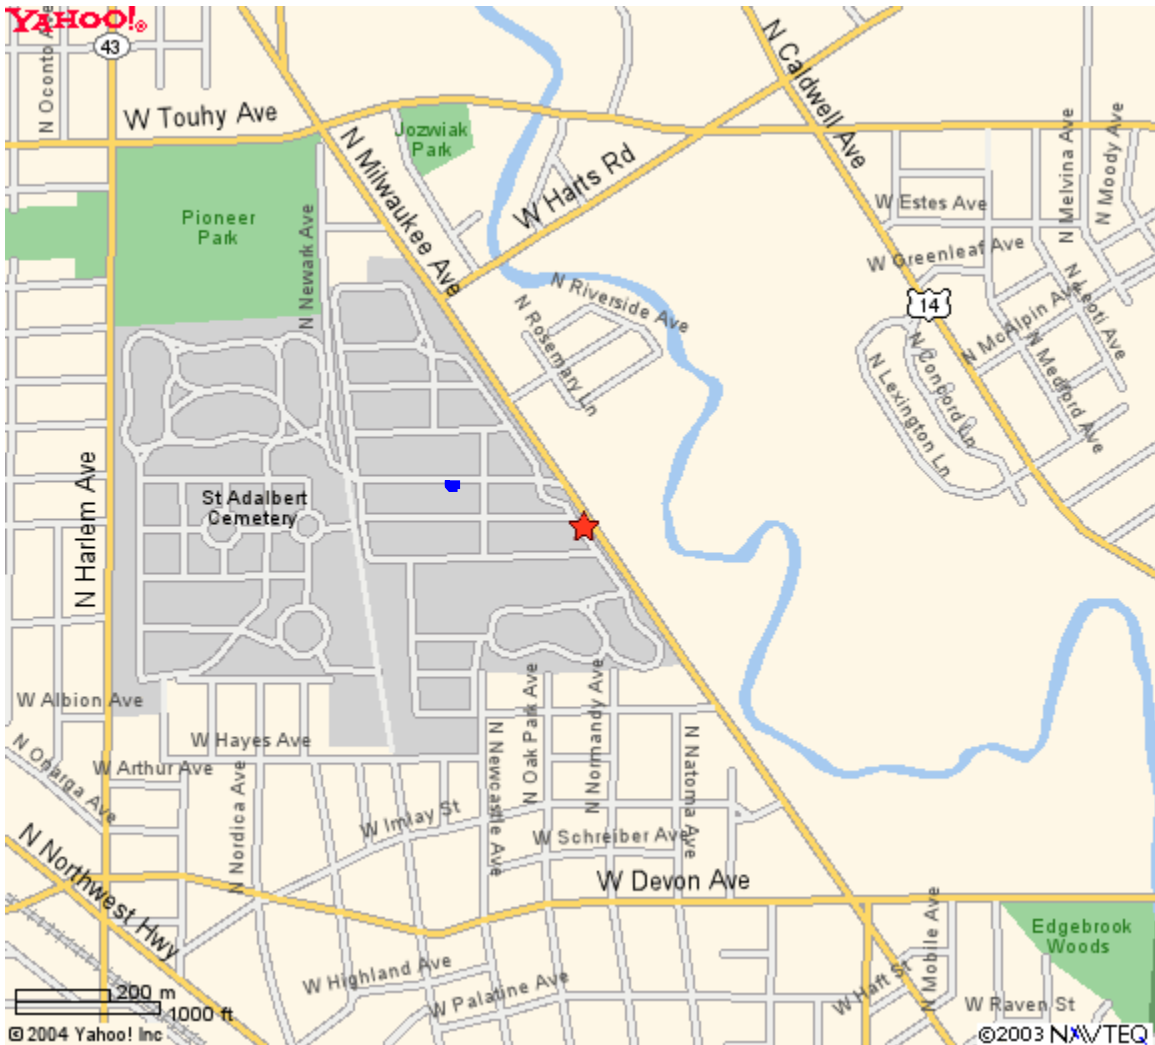 YAHOO!®
43
N Oconto Ave
W Touhy Ave
N Milwaukee Ave
Jozwiak
Park
W Harts Rd
N Caldwell Ave
N Melvina Ave
N Moody Ave
W Estes Ave
W Greenleaf Ave
Pioneer
Park
N Newark Ave
N Riverside Ave
N Rosemary Ln
14
N Leoti Ave
N McAlpin Ave
N Medford Ave
N Concord Ln
N Lexington Ln
N Harlem Ave
St Adalbert
Cemetery
W Albion Ave
W Hayes Ave
W Arthur Ave
N Onarga Ave
N Nordica Ave
N Newcastle Ave
N Oak Park Ave
N Normandy Ave
N Natoma Ave
W Imlay St
W Schreiber Ave
W Devon Ave
N Northwest Hwy
W Highland Ave
W Palatine Ave
W Haft St
N Mobile Ave
Edgebrook
Woods
W Raven St
200 m
1000 ft
© 2004 Yahoo! Inc
©2003 NAVTEQ